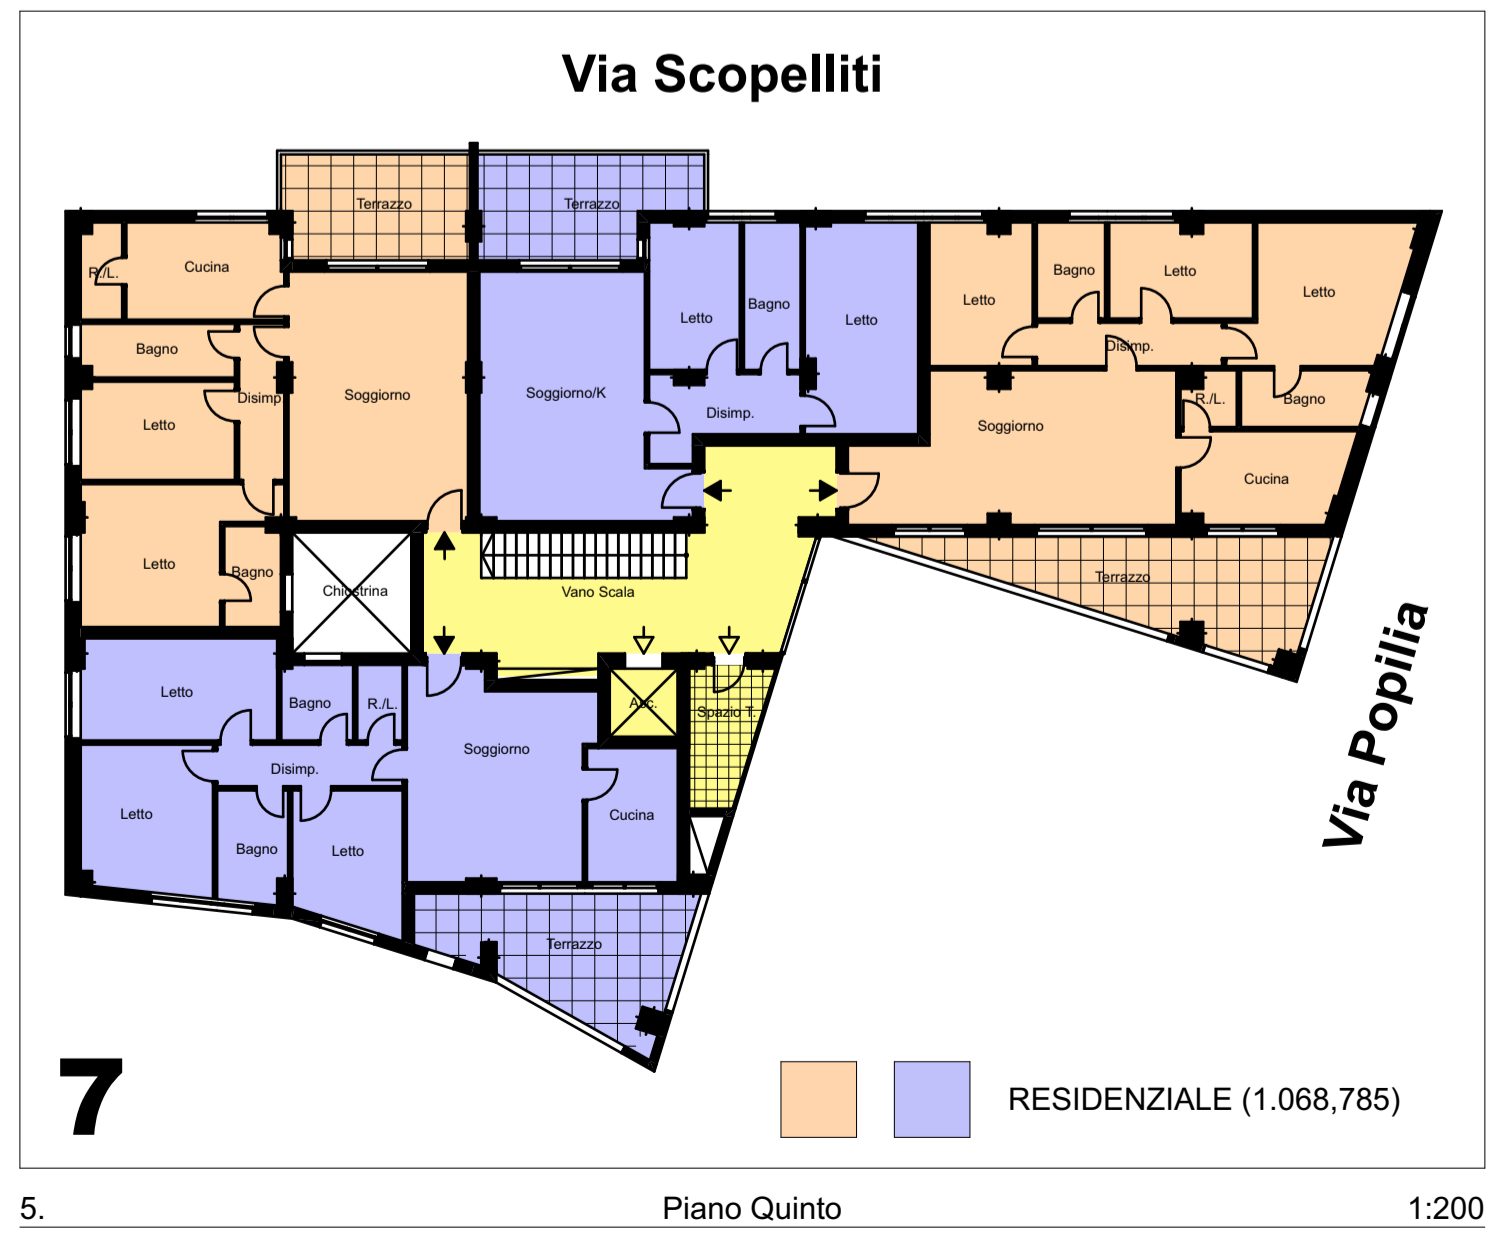 Via Scopelliti
Terrazzo
Terrazzo
R./L.
Cucina
Bagno
Letto
Disimp
Soggiorno
Letto
Bagno
Chiostrina
Soggiorno/K
Letto
Bagno
Letto
Disimp.
Letto
Bagno
Letto
Letto
Disimp.
Soggiorno
R./L.
Bagno
Cucina
Terrazzo
Vano Scala
Letto
Bagno
R./L.
Soggiorno
Asc.
Spazio T.
Disimp.
Letto
Bagno
Letto
Cucina
Terrazzo
Via Popilia
7
RESIDENZIALE (1.068,785)
5.
Piano Quinto
1:200